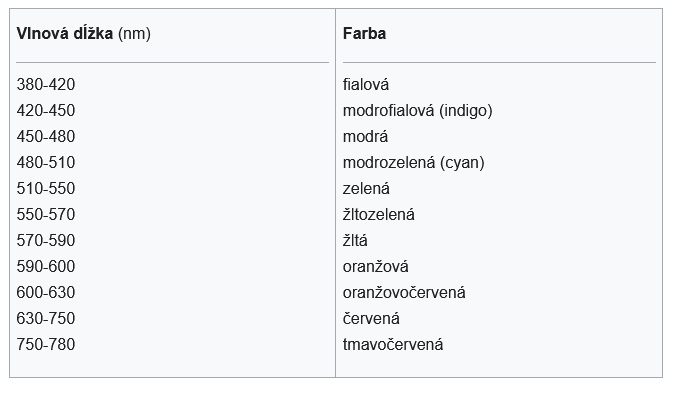 Vlnová dĺžka (nm) Farba
380-420 fialová
420-450 modrofialová (indigo)
450-480 modrá
480-510 modrozelená (cyan)
510-550 zelená
550-570 žltozelená
570-590 žltá
590-600 oranžová
600-630 oranžovočervená
630-750 červená
750-780 tmavočervená